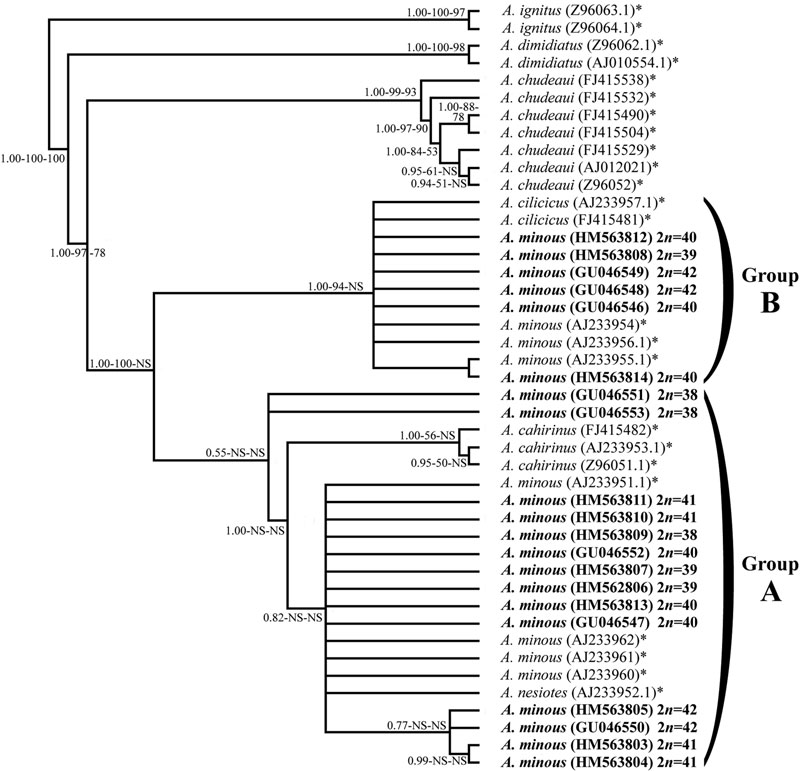 1.00-100-97
A. ignitus (Z96063.1)*
A. ignitus (Z96064.1)*
1.00-100-98
A. dimidiatus (Z96062.1)*
A. dimidiatus (AJ010554.1)*
1.00-99-93
A. chudeaui (FJ415538)*
A. chudeaui (FJ415532)*
1.00-88-
78
A. chudeaui (FJ415490)*
1.00-97-90
A. chudeaui (FJ415504)*
1.00-84-53
A. chudeaui (FJ415529)*
1.00-100-100
0.95-61-NS
A. chudeaui (AJ012021)*
0.94-51-NS
A. chudeaui (Z96052)*
A. cilicicus (AJ233957.1)*
A. cilicicus (FJ415481)*
A. minous (HM563812) 2n=40
1.00-97-78
A. minous (HM563808) 2n=39
A. minous (GU046549) 2n=42
1.00-94-NS
A. minous (GU046548) 2n=42
A. minous (GU046546) 2n=40
Group
B
A. minous (AJ233954)*
A. minous (AJ233956.1)*
1.00-100-NS
A. minous (AJ233955.1)*
A. minous (HM563814) 2n=40
A. minous (GU046551) 2n=38
A. minous (GU046553) 2n=38
1.00-56-NS
A. cahirinus (FJ415482)*
0.55-NS-NS
A. cahirinus (AJ233953.1)*
0.95-50-NS
A. cahirinus (Z96051.1)*
A. minous (AJ233951.1)*
A. minous (HM563811) 2n=41
A. minous (HM563810) 2n=41
1.00-NS-NS
A. minous (HM563809) 2n=38
A. minous (GU046552) 2n=40
A. minous (HM563807) 2n=39
A. minous (HM562806) 2n=39
Group
A
A. minous (HM563813) 2n=40
0.82-NS-NS
A. minous (GU046547) 2n=40
A. minous (AJ233962)*
A. minous (AJ233961)*
A. minous (AJ233960)*
A. nesiotes (AJ233952.1)*
A. minous (HM563805) 2n=42
0.77-NS-NS
A. minous (GU046550) 2n=42
A. minous (HM563803) 2n=41
0.99-NS-NS
A. minous (HM563804) 2n=41